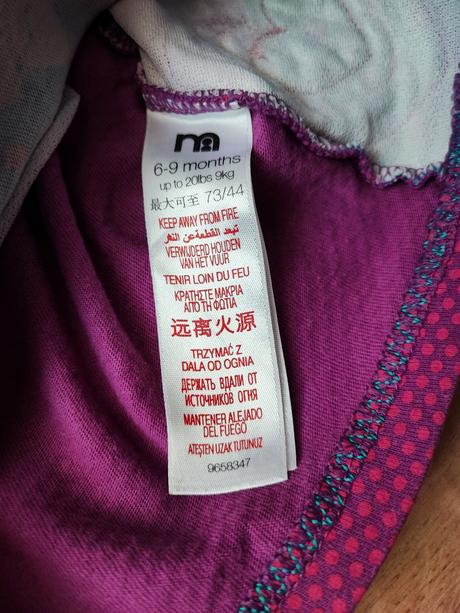 m
6-9 months
up to 20lbs 9kg
最大可至 73/44
KEEP AWAY FROM FIRE
تبعد القطعة عن النار
VERWIJDERD HOUDEN
VAN HET VUUR
TENIR LOIN DU FEU
ΚΡΑΤΗΣΤΕ ΜΑΚΡΙΑ
ΑΠΟ ΤΗ ΦΩΤΙΑ
远离火源
TRZYMAĆ Z
DALA OD OGNIA
ДЕРЖАТЬ ВДАЛИ ОТ
ИСТОЧНИКОВ ОГНЯ
MANTENER ALEJADO
DEL FUEGO
ATEŞTEN UZAK TUTUNUZ
9658347